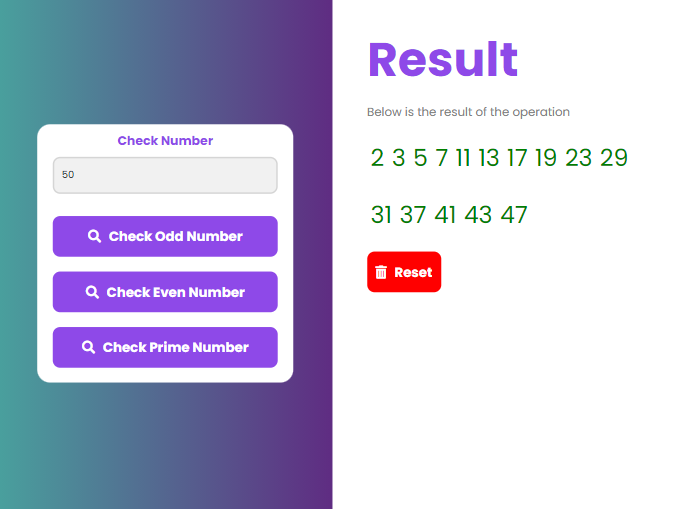 Check Number
50
Check Odd Number
Check Even Number
Check Prime Number
Result
Below is the result of the operation
2 3 5 7 11 13 17 19 23 29
31 37 41 43 47
Reset